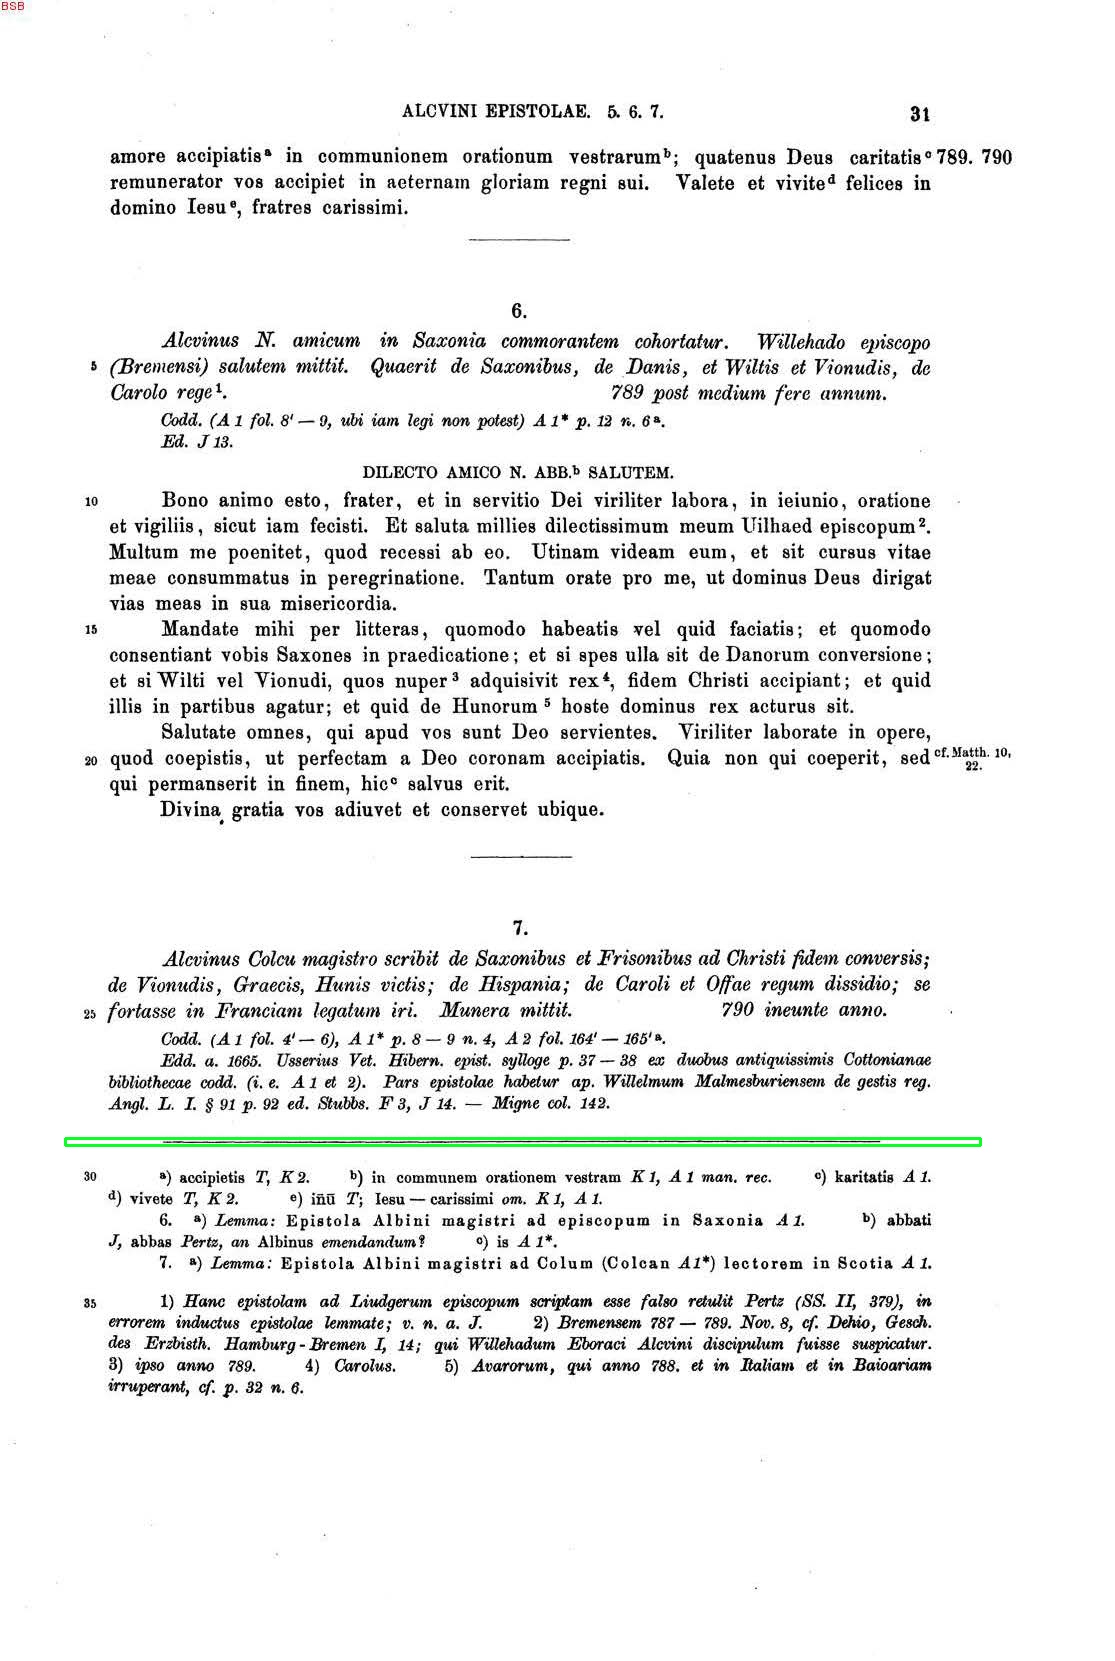 BSB
ALCVINI EPISTOLAE. 5. 6. 7. 31
amore accipiatisᵃ in communionem orationum vestrarumᵇ; quatenus Deus caritatisᶜ 789. 790
remunerator vos accipiet in aeternam gloriam regni sui. Valete et viviteᵈ felices in
domino Iesuᵉ, fratres carissimi.
6.
Alcvinus N. amicum in Saxonia commorantem cohortatur. Willehado episcopo
5 (Bremensi) salutem mittit. Quaerit de Saxonibus, de Danis, et Wiltis et Vionudis, de
Carolo rege¹. 789 post medium fere annum.
Codd. (A 1 fol. 8' — 9, ubi iam legi non potest) A 1* p. 12 n. 6ᵃ.
Ed. J 13.
DILECTO AMICO N. ABB.ᵇ SALUTEM.
10 Bono animo esto, frater, et in servitio Dei viriliter labora, in ieiunio, oratione
et vigiliis, sicut iam fecisti. Et saluta millies dilectissimum meum Uilhaed episcopum².
Multum me poenitet, quod recessi ab eo. Utinam videam eum, et sit cursus vitae
meae consummatus in peregrinatione. Tantum orate pro me, ut dominus Deus dirigat
vias meas in sua misericordia.
15 Mandate mihi per litteras, quomodo habeatis vel quid faciatis; et quomodo
consentiant vobis Saxones in praedicatione; et si spes ulla sit de Danorum conversione;
et si Wilti vel Vionudi, quos nuper³ adquisivit rex⁴, fidem Christi accipiant; et quid
illis in partibus agatur; et quid de Hunorum⁵ hoste dominus rex acturus sit.
Salutate omnes, qui apud vos sunt Deo servientes. Viriliter laborate in opere,
20 quod coepistis, ut perfectam a Deo coronam accipiatis. Quia non qui coeperit, sed cf. Matth. 10,
22.
qui permanserit in finem, hicᶜ salvus erit.
Divina gratia vos adiuvet et conservet ubique.
7.
Alcvinus Colcu magistro scribit de Saxonibus et Frisonibus ad Christi fidem conversis;
de Vionudis, Graecis, Hunis victis; de Hispania; de Caroli et Offae regum dissidio; se
25 fortasse in Franciam legatum iri. Munera mittit. 790 ineunte anno.
Codd. (A 1 fol. 4' — 6), A 1* p. 8 — 9 n. 4, A 2 fol. 164' — 165'ᵃ.
Edd. a. 1665. Usserius Vet. Hibern. epist. sylloge p. 37 — 38 ex duobus antiquissimis Cottonianae
bibliothecae codd. (i. e. A 1 et 2). Pars epistolae habetur ap. Willelmum Malmesburiensem de gestis reg.
Angl. L. I. § 91 p. 92 ed. Stubbs. F 3, J 14. — Migne col. 142.
30 ᵃ) accipietis T, K 2. ᵇ) in communem orationem vestram K 1, A 1 man. rec. ᶜ) karitatis A 1.
ᵈ) vivete T, K 2. ᵉ) iñū T; Iesu — carissimi om. K 1, A 1.
6. ᵃ) Lemma: Epistola Albini magistri ad episcopum in Saxonia A 1. ᵇ) abbati
J, abbas Pertz, an Albinus emendandum? ᶜ) is A 1*.
7. ᵃ) Lemma: Epistola Albini magistri ad Colum (Colcan A1*) lectorem in Scotia A 1.
35 1) Hanc epistolam ad Liudgerum episcopum scriptam esse falso retulit Pertz (SS. II, 379), in
errorem inductus epistolae lemmate; v. n. a. J. 2) Bremensem 787 — 789. Nov. 8, cf. Dehio, Gesch.
des Erzbisth. Hamburg-Bremen I, 14; qui Willehadum Eboraci Alcvini discipulum fuisse suspicatur.
3) ipso anno 789. 4) Carolus. 5) Avarorum, qui anno 788. et in Italiam et in Baioariam
irruperant, cf. p. 32 n. 6.